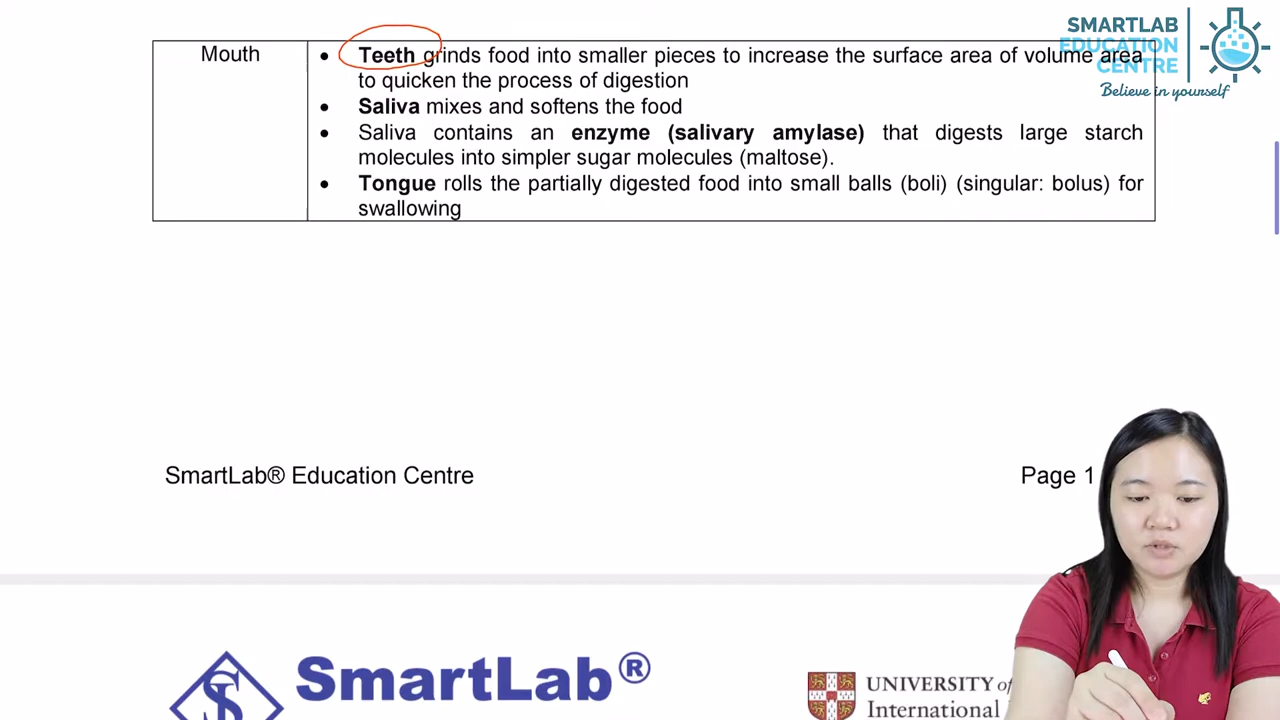 SMARTLAB
EDUCATION
CENTRE
Believe in yourself
Mouth
• Teeth grinds food into smaller pieces to increase the surface area of volume area
to quicken the process of digestion
• Saliva mixes and softens the food
• Saliva contains an enzyme (salivary amylase) that digests large starch
molecules into simpler sugar molecules (maltose).
• Tongue rolls the partially digested food into small balls (boli) (singular: bolus) for
swallowing
SmartLab® Education Centre
Page 1
SmartLab®
UNIVERSITY of
International